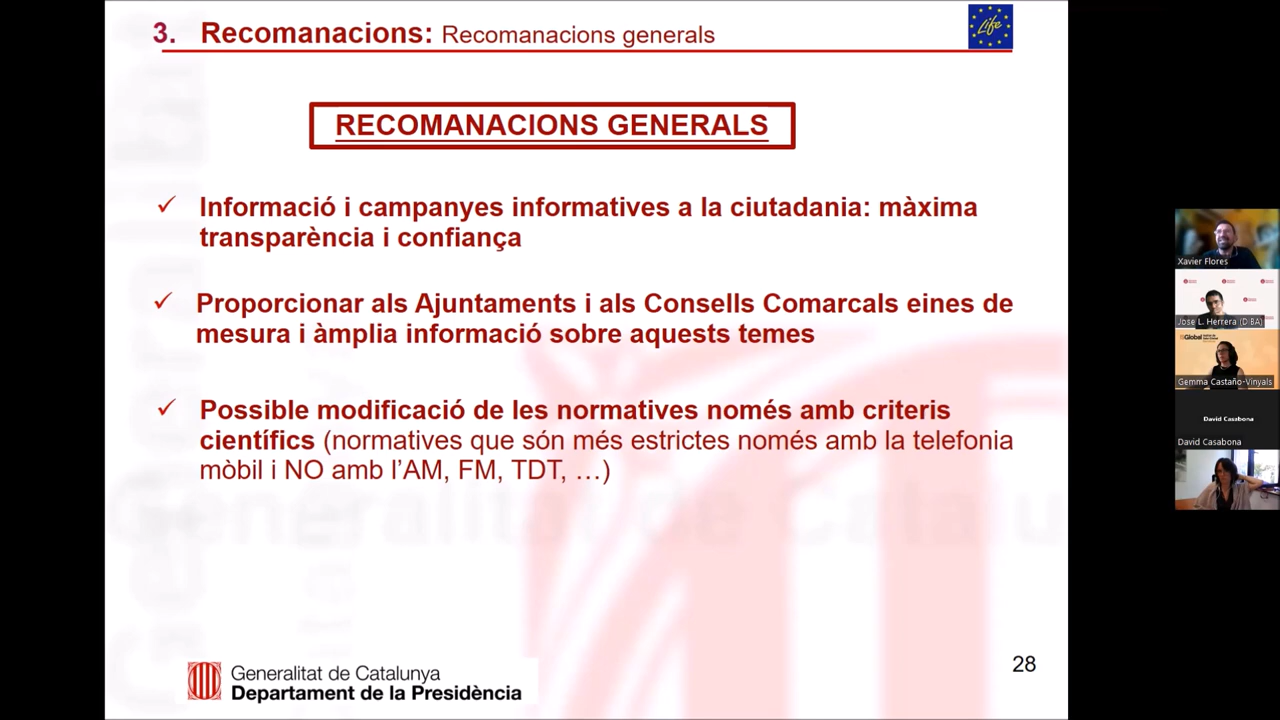 3. Recomanacions: Recomanacions generals
Life
RECOMANACIONS GENERALS
✓ Informació i campanyes informatives a la ciutadania: màxima
transparència i confiança
✓ Proporcionar als Ajuntaments i als Consells Comarcals eines de
mesura i àmplia informació sobre aquests temes
✓ Possible modificació de les normatives només amb criteris
científics (normatives que són més estrictes només amb la telefonia
mòbil i NO amb l'AM, FM, TDT, …)
Generalitat de Catalunya
Departament de la Presidència
28
Xavier Flores
Jose L. Herrera (DIBA)
ISGlobal
Gemma Castaño-Vinyals
David Casabona
David Casabona